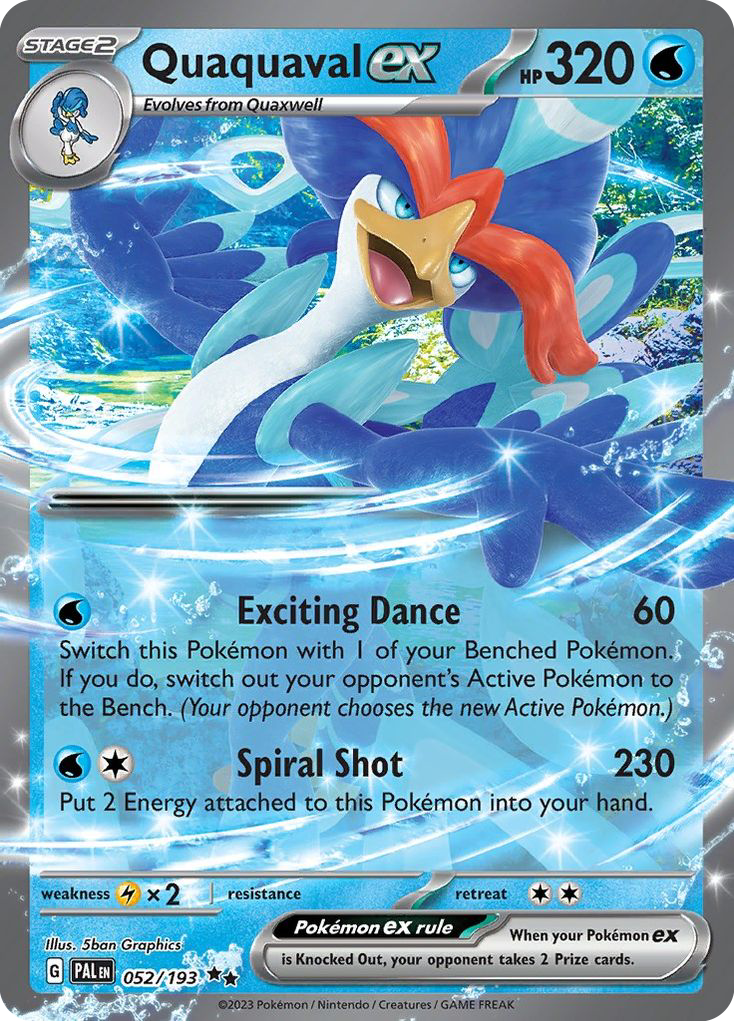 STAGE2
Quaquaval ex
HP 320
Evolves from Quaxwell
Exciting Dance 60
Switch this Pokémon with 1 of your Benched Pokémon.
If you do, switch out your opponent's Active Pokémon to
the Bench. (Your opponent chooses the new Active Pokémon.)
Spiral Shot 230
Put 2 Energy attached to this Pokémon into your hand.
weakness ×2 resistance retreat
Illus. 5ban Graphics
Pokémon ex rule
When your Pokémon ex
is Knocked Out, your opponent takes 2 Prize cards.
G PAL EN 052/193
©2023 Pokémon / Nintendo / Creatures / GAME FREAK